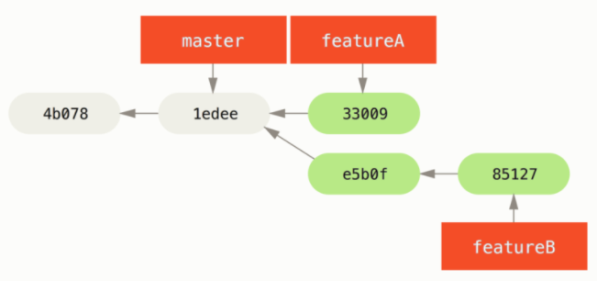 master
featureA
4b078
1edee
33009
e5b0f
85127
featureB